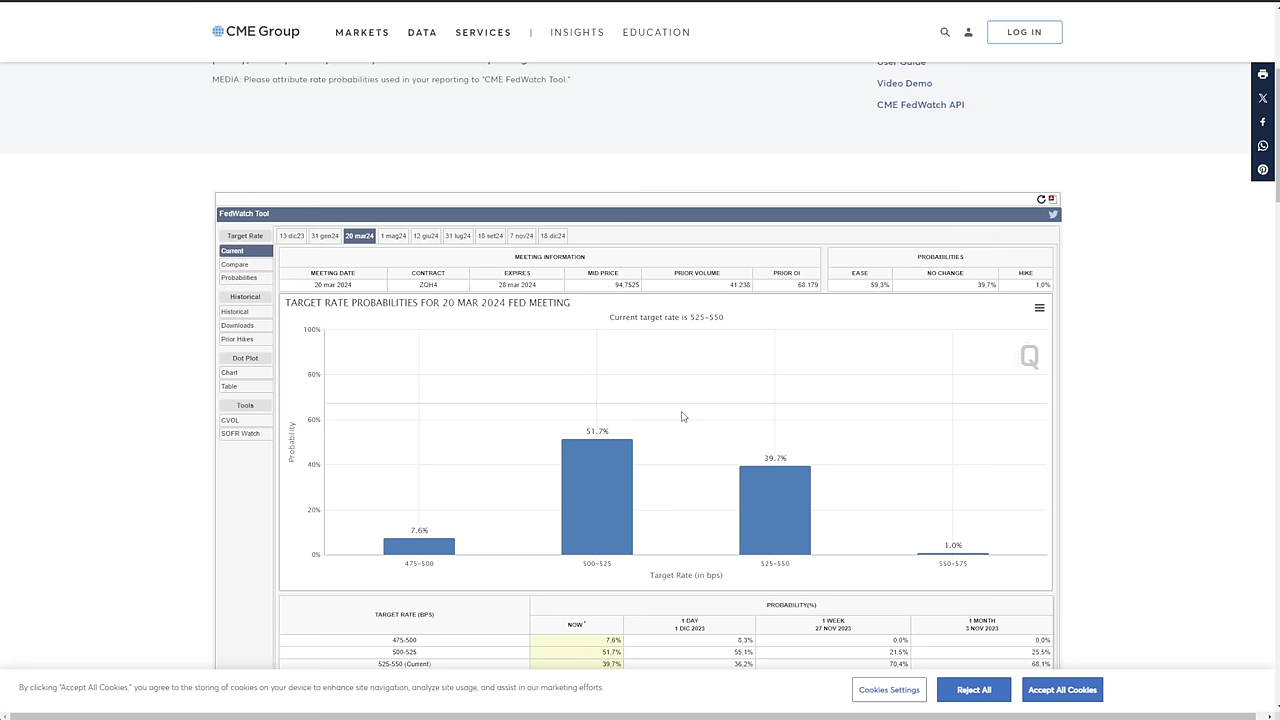 CME Group
MARKETS DATA SERVICES | INSIGHTS EDUCATION
LOG IN
MEDIA: Please attribute rate probabilities used in your reporting to "CME FedWatch Tool."
User Guide
Video Demo
CME FedWatch API
FedWatch Tool
Target Rate
Current
Compare
Probabilities
Historical
Historical
Downloads
Prior Hikes
Dot Plot
Chart
Table
Tools
CVOL
SOFR Watch
13 dic23 31 gen24 20 mar24 1 mag24 12 giu24 31 lug24 18 set24 7 nov24 18 dic24
MEETING INFORMATION
MEETING DATE CONTRACT EXPIRES MID PRICE PRIOR VOLUME PRIOR OI
20 mar 2024 ZQH4 28 mar 2024 94,7525 41.238 68.179
PROBABILITIES
EASE NO CHANGE HIKE
59,3% 39,7% 1,0%
TARGET RATE PROBABILITIES FOR 20 MAR 2024 FED MEETING
Current target rate is 525-550
Q
Probability
100%
80%
60%
40%
20%
0%
7.6%
51.7%
39.7%
1.0%
475-500 500-525 525-550 550-575
Target Rate (in bps)
TARGET RATE (BPS) PROBABILITY(%)
NOW * 1 DAY 1 DIC 2023 1 WEEK 27 NOV 2023 1 MONTH 3 NOV 2023
475-500 7,6% 8,3% 0,0% 0,0%
500-525 51,7% 55,1% 21,5% 25,5%
525-550 (Current) 39,7% 36,2% 70,4% 68,1%
By clicking "Accept All Cookies," you agree to the storing of cookies on your device to enhance site navigation, analyze site usage, and assist in our marketing efforts.
Cookies Settings
Reject All
Accept All Cookies